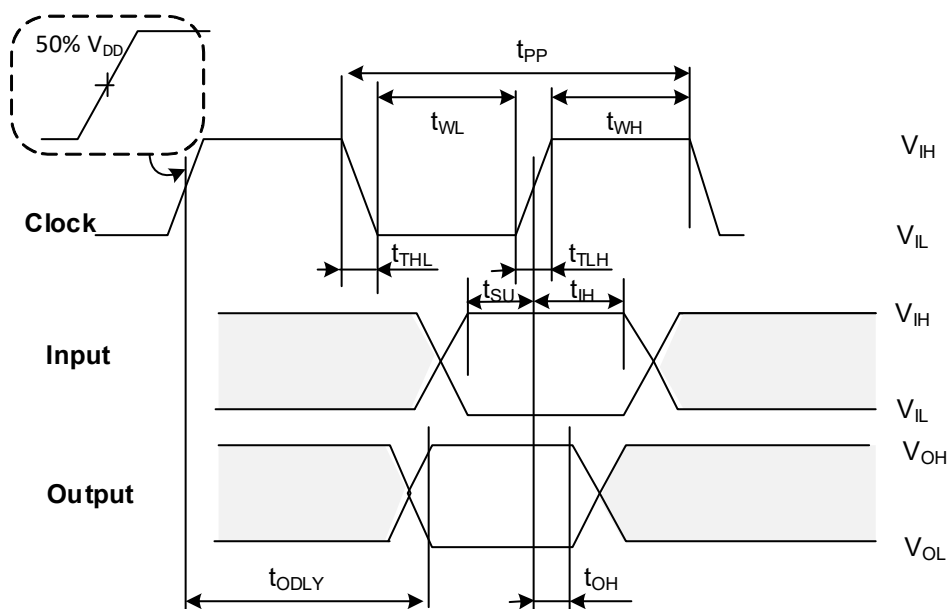 50% VDD
tPP
tWL
tWH
VIH
Clock
VIL
tTHL
tTLH
tSU
tIH
VIH
Input
VIL
VOH
Output
VOL
tODLY
tOH